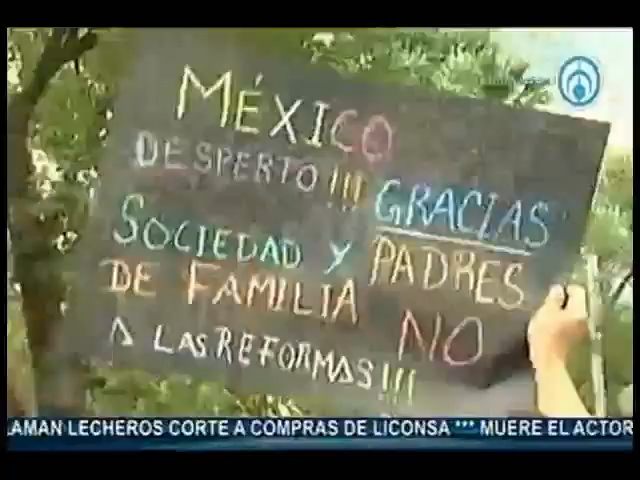 MÉXICO
DESPERTO!!! GRACIAS
SOCIEDAD Y PADRES
DE FAMILIA NO
A LAS REFORMAS!!!
LAMAN LECHEROS CORTE A COMPRAS DE LICONSA *** MUERE EL ACTOR